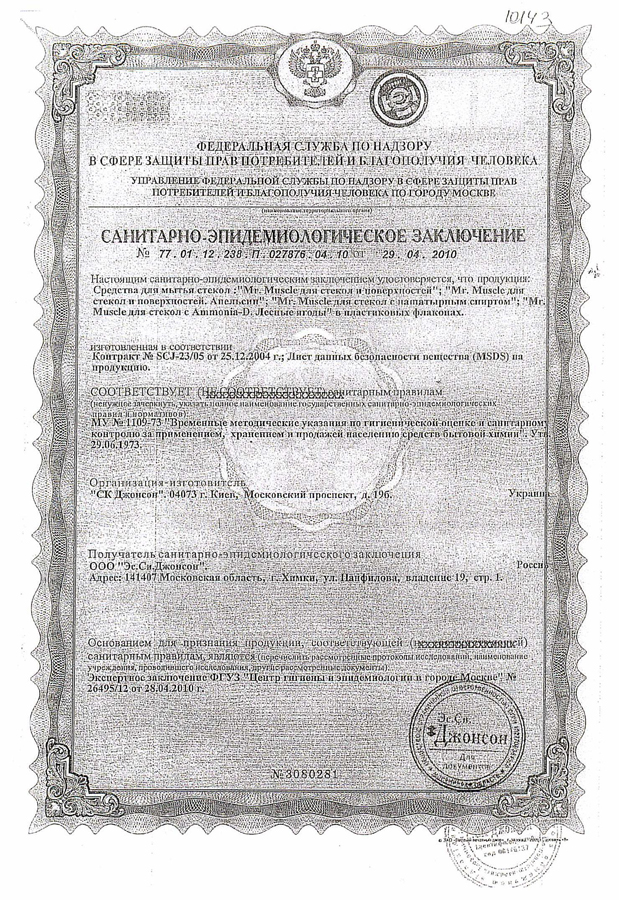 10143
ФЕДЕРАЛЬНАЯ СЛУЖБА ПО НАДЗОРУ
В СФЕРЕ ЗАЩИТЫ ПРАВ ПОТРЕБИТЕЛЕЙ И БЛАГОПОЛУЧИЯ ЧЕЛОВЕКА
УПРАВЛЕНИЕ ФЕДЕРАЛЬНОЙ СЛУЖБЫ ПО НАДЗОРУ В СФЕРЕ ЗАЩИТЫ ПРАВ
ПОТРЕБИТЕЛЕЙ И БЛАГОПОЛУЧИЯ ЧЕЛОВЕКА ПО ГОРОДУ МОСКВЕ
(наименование территориального органа)
САНИТАРНО-ЭПИДЕМИОЛОГИЧЕСКОЕ ЗАКЛЮЧЕНИЕ
№ 77.01.12.238.П.027876.04.10 от 29.04.2010
Настоящим санитарно-эпидемиологическим заключением удостоверяется, что продукция:
Средства для мытья стекол :"Mr. Muscle для стекол и поверхностей"; "Mr. Muscle для
стекол и поверхностей. Апельсин"; "Mr. Muscle для стекол с нашатырным спиртом"; "Mr.
Muscle для стекол с Ammonia-D. Лесные ягоды" в пластиковых флаконах.
изготовленная в соответствии
Контракт № SCJ-23/05 от 25.12.2004 г.; Лист данных безопасности вещества (MSDS) на
продукцию.
СООТВЕТСТВУЕТ (НЕ СООТВЕТСТВУЕТ) санитарным правилам
(ненужное зачеркнуть, указать полное наименование государственных санитарно-эпидемиологических
правил и нормативов):
МУ № 1109-73 "Временные методические указания по гигиенической оценке и санитарному
контролю за применением, хранением и продажей населению средств бытовой химии". Утв.
29.06.1973.
Организация-изготовитель
"СК Джонсон". 04073 г. Киев, Московский проспект, д. 19б. Украина
Получатель санитарно-эпидемиологического заключения
ООО "Эс.Си.Джонсон". Россия
Адрес: 141407 Московская область, г. Химки, ул. Панфилова, владение 19, стр. 1.
Основанием для признания продукции, соответствующей
санитарным правилам, являются (перечислить рассмотренные протоколы исследований, наименование
учреждения, проводившего исследования, другие рассмотренные документы):
Экспертное заключение ФГУЗ "Центр гигиены и эпидемиологии в городе Москве" №
26495/12 от 28.04.2010 г.
Эс.Си.
Джонсон
Для
документов
№3080281